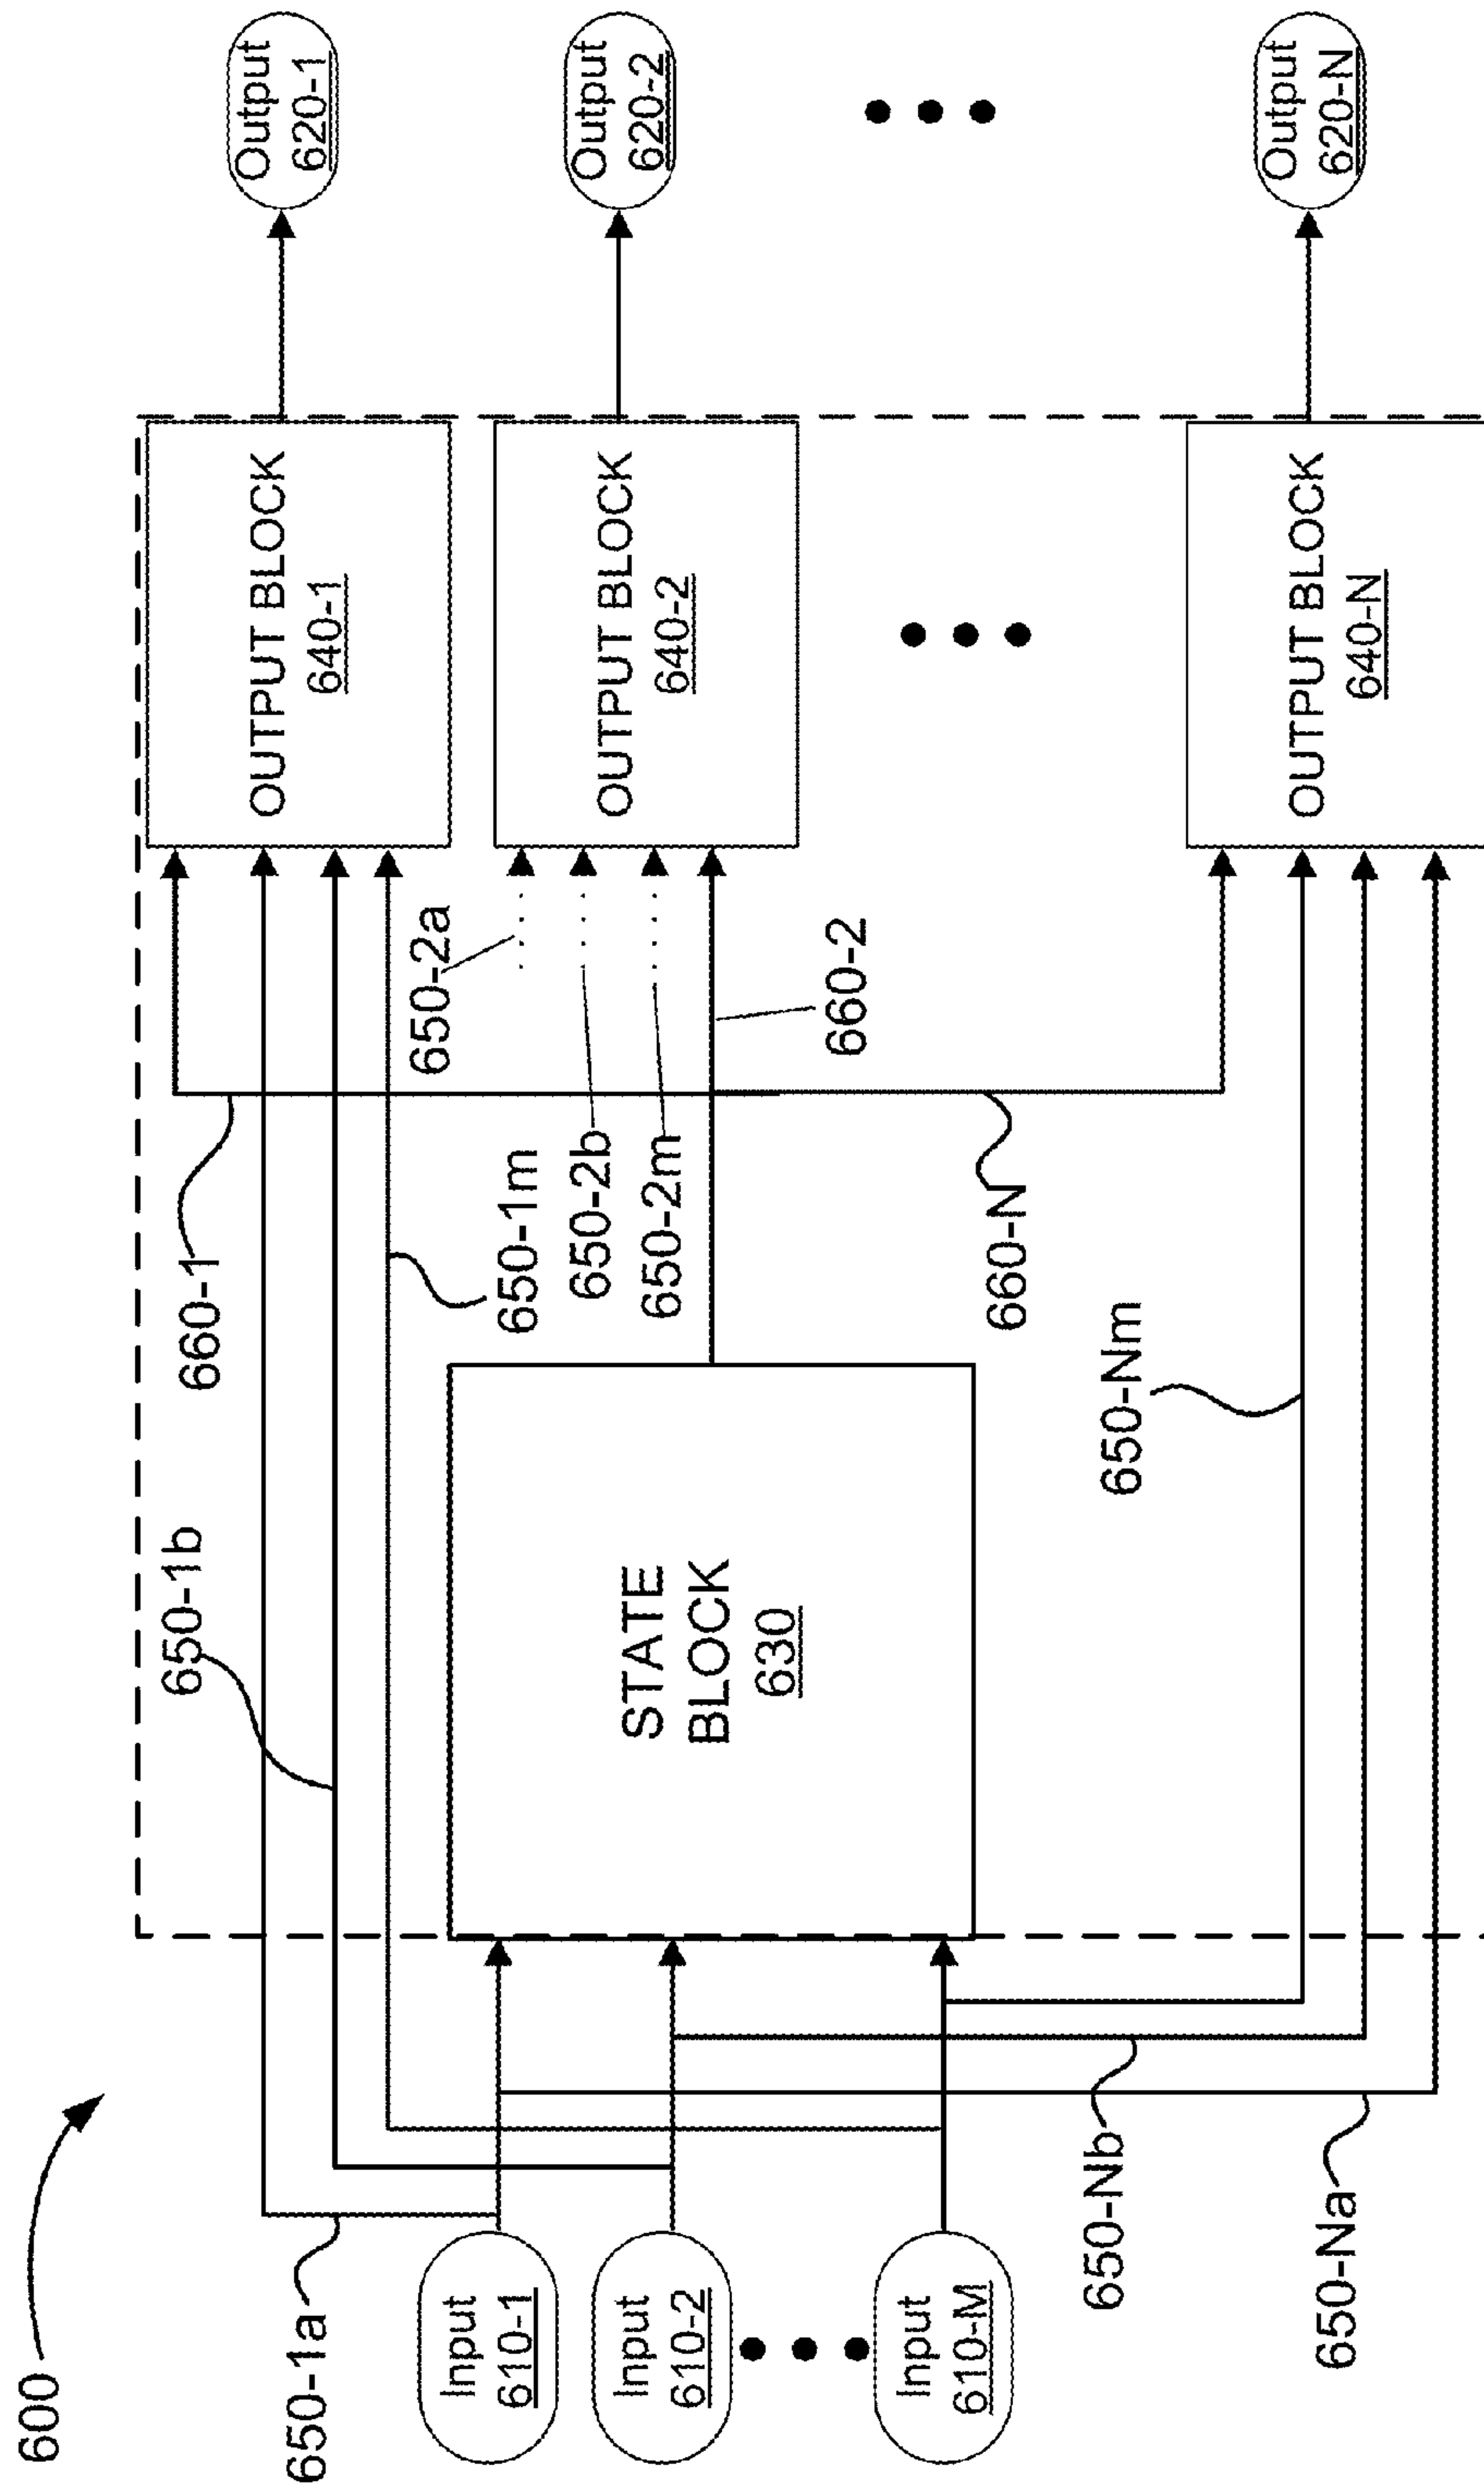 600
650-1a
Input
610-1
Input
610-2
Input
610-M
650-Nb
650-Na
650-1b
STATE
BLOCK
630
660-1
650-1m
650-2a
650-2b
650-2m
660-2
660-N
650-Nm
OUTPUT BLOCK
640-1
OUTPUT BLOCK
640-2
OUTPUT BLOCK
640-N
Output
620-1
Output
620-2
Output
620-N